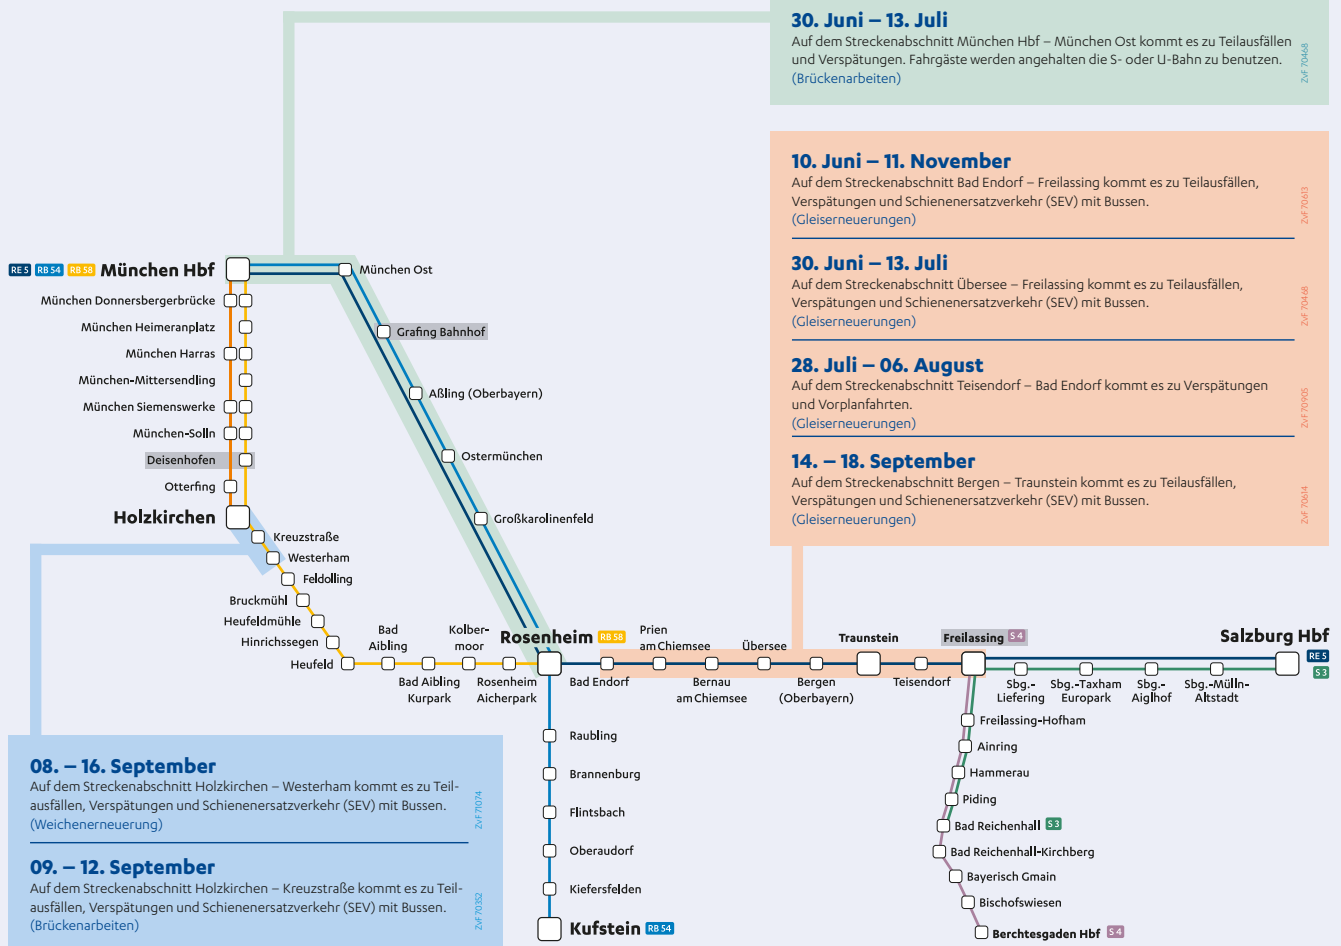 30. Juni – 13. Juli
Auf dem Streckenabschnitt München Hbf – München Ost kommt es zu Teilausfällen
und Verspätungen. Fahrgäste werden angehalten die S- oder U-Bahn zu benutzen.
(Brückenarbeiten)
ZvF 70468
10. Juni – 11. November
Auf dem Streckenabschnitt Bad Endorf – Freilassing kommt es zu Teilausfällen,
Verspätungen und Schienenersatzverkehr (SEV) mit Bussen.
(Gleiserneuerungen)
ZvF 70613
30. Juni – 13. Juli
Auf dem Streckenabschnitt Übersee – Freilassing kommt es zu Teilausfällen,
Verspätungen und Schienenersatzverkehr (SEV) mit Bussen.
(Gleiserneuerungen)
ZvF 70468
28. Juli – 06. August
Auf dem Streckenabschnitt Teisendorf – Bad Endorf kommt es zu Verspätungen
und Vorplanfahrten.
(Gleiserneuerungen)
ZvF 70905
14. – 18. September
Auf dem Streckenabschnitt Bergen – Traunstein kommt es zu Teilausfällen,
Verspätungen und Schienenersatzverkehr (SEV) mit Bussen.
(Gleiserneuerungen)
ZvF 70614
RE 5 RB 54 RB 58 München Hbf
München Donnersbergerbrücke
München Heimeranplatz
München Harras
München-Mittersendling
München Siemenswerke
München-Solln
Deisenhofen
Otterfing
Holzkirchen
Kreuzstraße
Westerham
Feldolling
Bruckmühl
Heufeldmühle
Hinrichssegen
Heufeld
Bad
Aibling
Bad Aibling
Kurpark
Kolber-
moor
Rosenheim
Aicherpark
München Ost
Grafing Bahnhof
Aßling (Oberbayern)
Ostermünchen
Großkarolinenfeld
Rosenheim RB 58
Bad Endorf
Prien
am Chiemsee
Bernau
am Chiemsee
Übersee
Bergen
(Oberbayern)
Traunstein
Teisendorf
Freilassing S 4
Sbg.-
Liefering
Sbg.-Taxham
Europark
Sbg.-
Aiglhof
Sbg.-Mülln-
Altstadt
Salzburg Hbf
RE 5
S 3
Raubling
Brannenburg
Flintsbach
Oberaudorf
Kiefersfelden
Kufstein RB 54
Freilassing-Hofham
Ainring
Hammerau
Piding
Bad Reichenhall S 3
Bad Reichenhall-Kirchberg
Bayerisch Gmain
Bischofswiesen
Berchtesgaden Hbf S 4
08. – 16. September
Auf dem Streckenabschnitt Holzkirchen – Westerham kommt es zu Teil-
ausfällen, Verspätungen und Schienenersatzverkehr (SEV) mit Bussen.
(Weichenerneuerung)
ZvF 71074
09. – 12. September
Auf dem Streckenabschnitt Holzkirchen – Kreuzstraße kommt es zu Teil-
ausfällen, Verspätungen und Schienenersatzverkehr (SEV) mit Bussen.
(Brückenarbeiten)
ZvF 70352